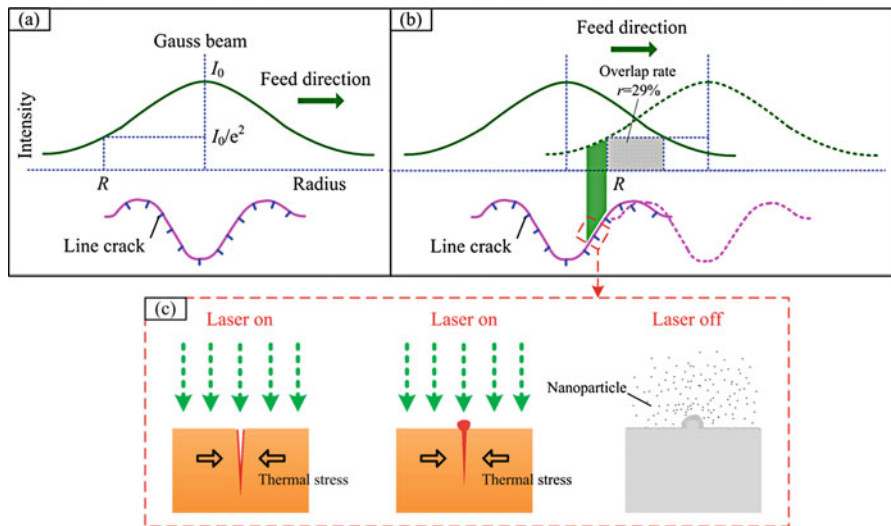 (a)
Gauss beam
I₀
Feed direction
Intensity
I₀/e²
R
Radius
Line crack
(b)
Feed direction
Overlap rate
r=29%
R
Line crack
(c)
Laser on
Laser on
Laser off
Nanoparticle
Thermal stress
Thermal stress